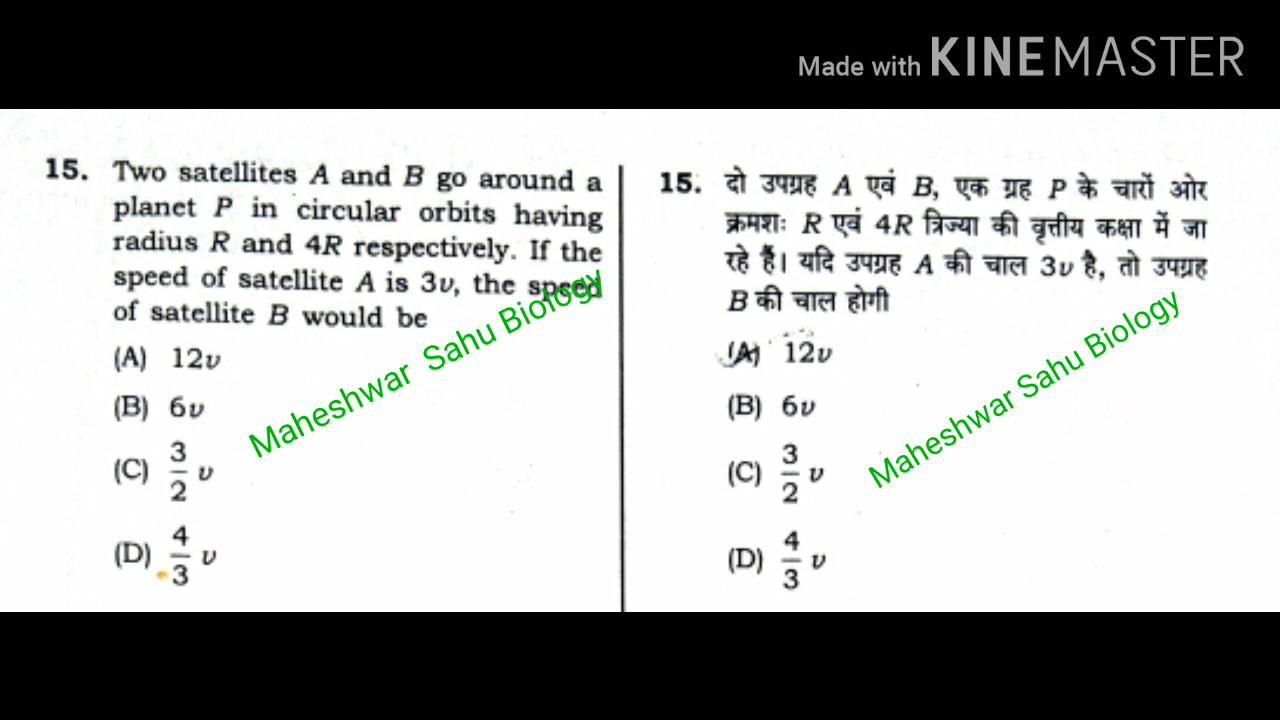 Made with KINEMASTER
15. Two satellites A and B go around a
planet P in circular orbits having
radius R and 4R respectively. If the
speed of satellite A is 3v, the speed
of satellite B would be
(A) 12v
(B) 6v
(C) 3/2 v
(D) 4/3 v
Maheshwar Sahu Biology
15. दो उपग्रह A एवं B, एक ग्रह P के चारों ओर
क्रमशः R एवं 4R त्रिज्या की वृत्तीय कक्षा में जा
रहे हैं। यदि उपग्रह A की चाल 3v है, तो उपग्रह
B की चाल होगी
(A) 12v
(B) 6v
(C) 3/2 v
(D) 4/3 v
Maheshwar Sahu Biology